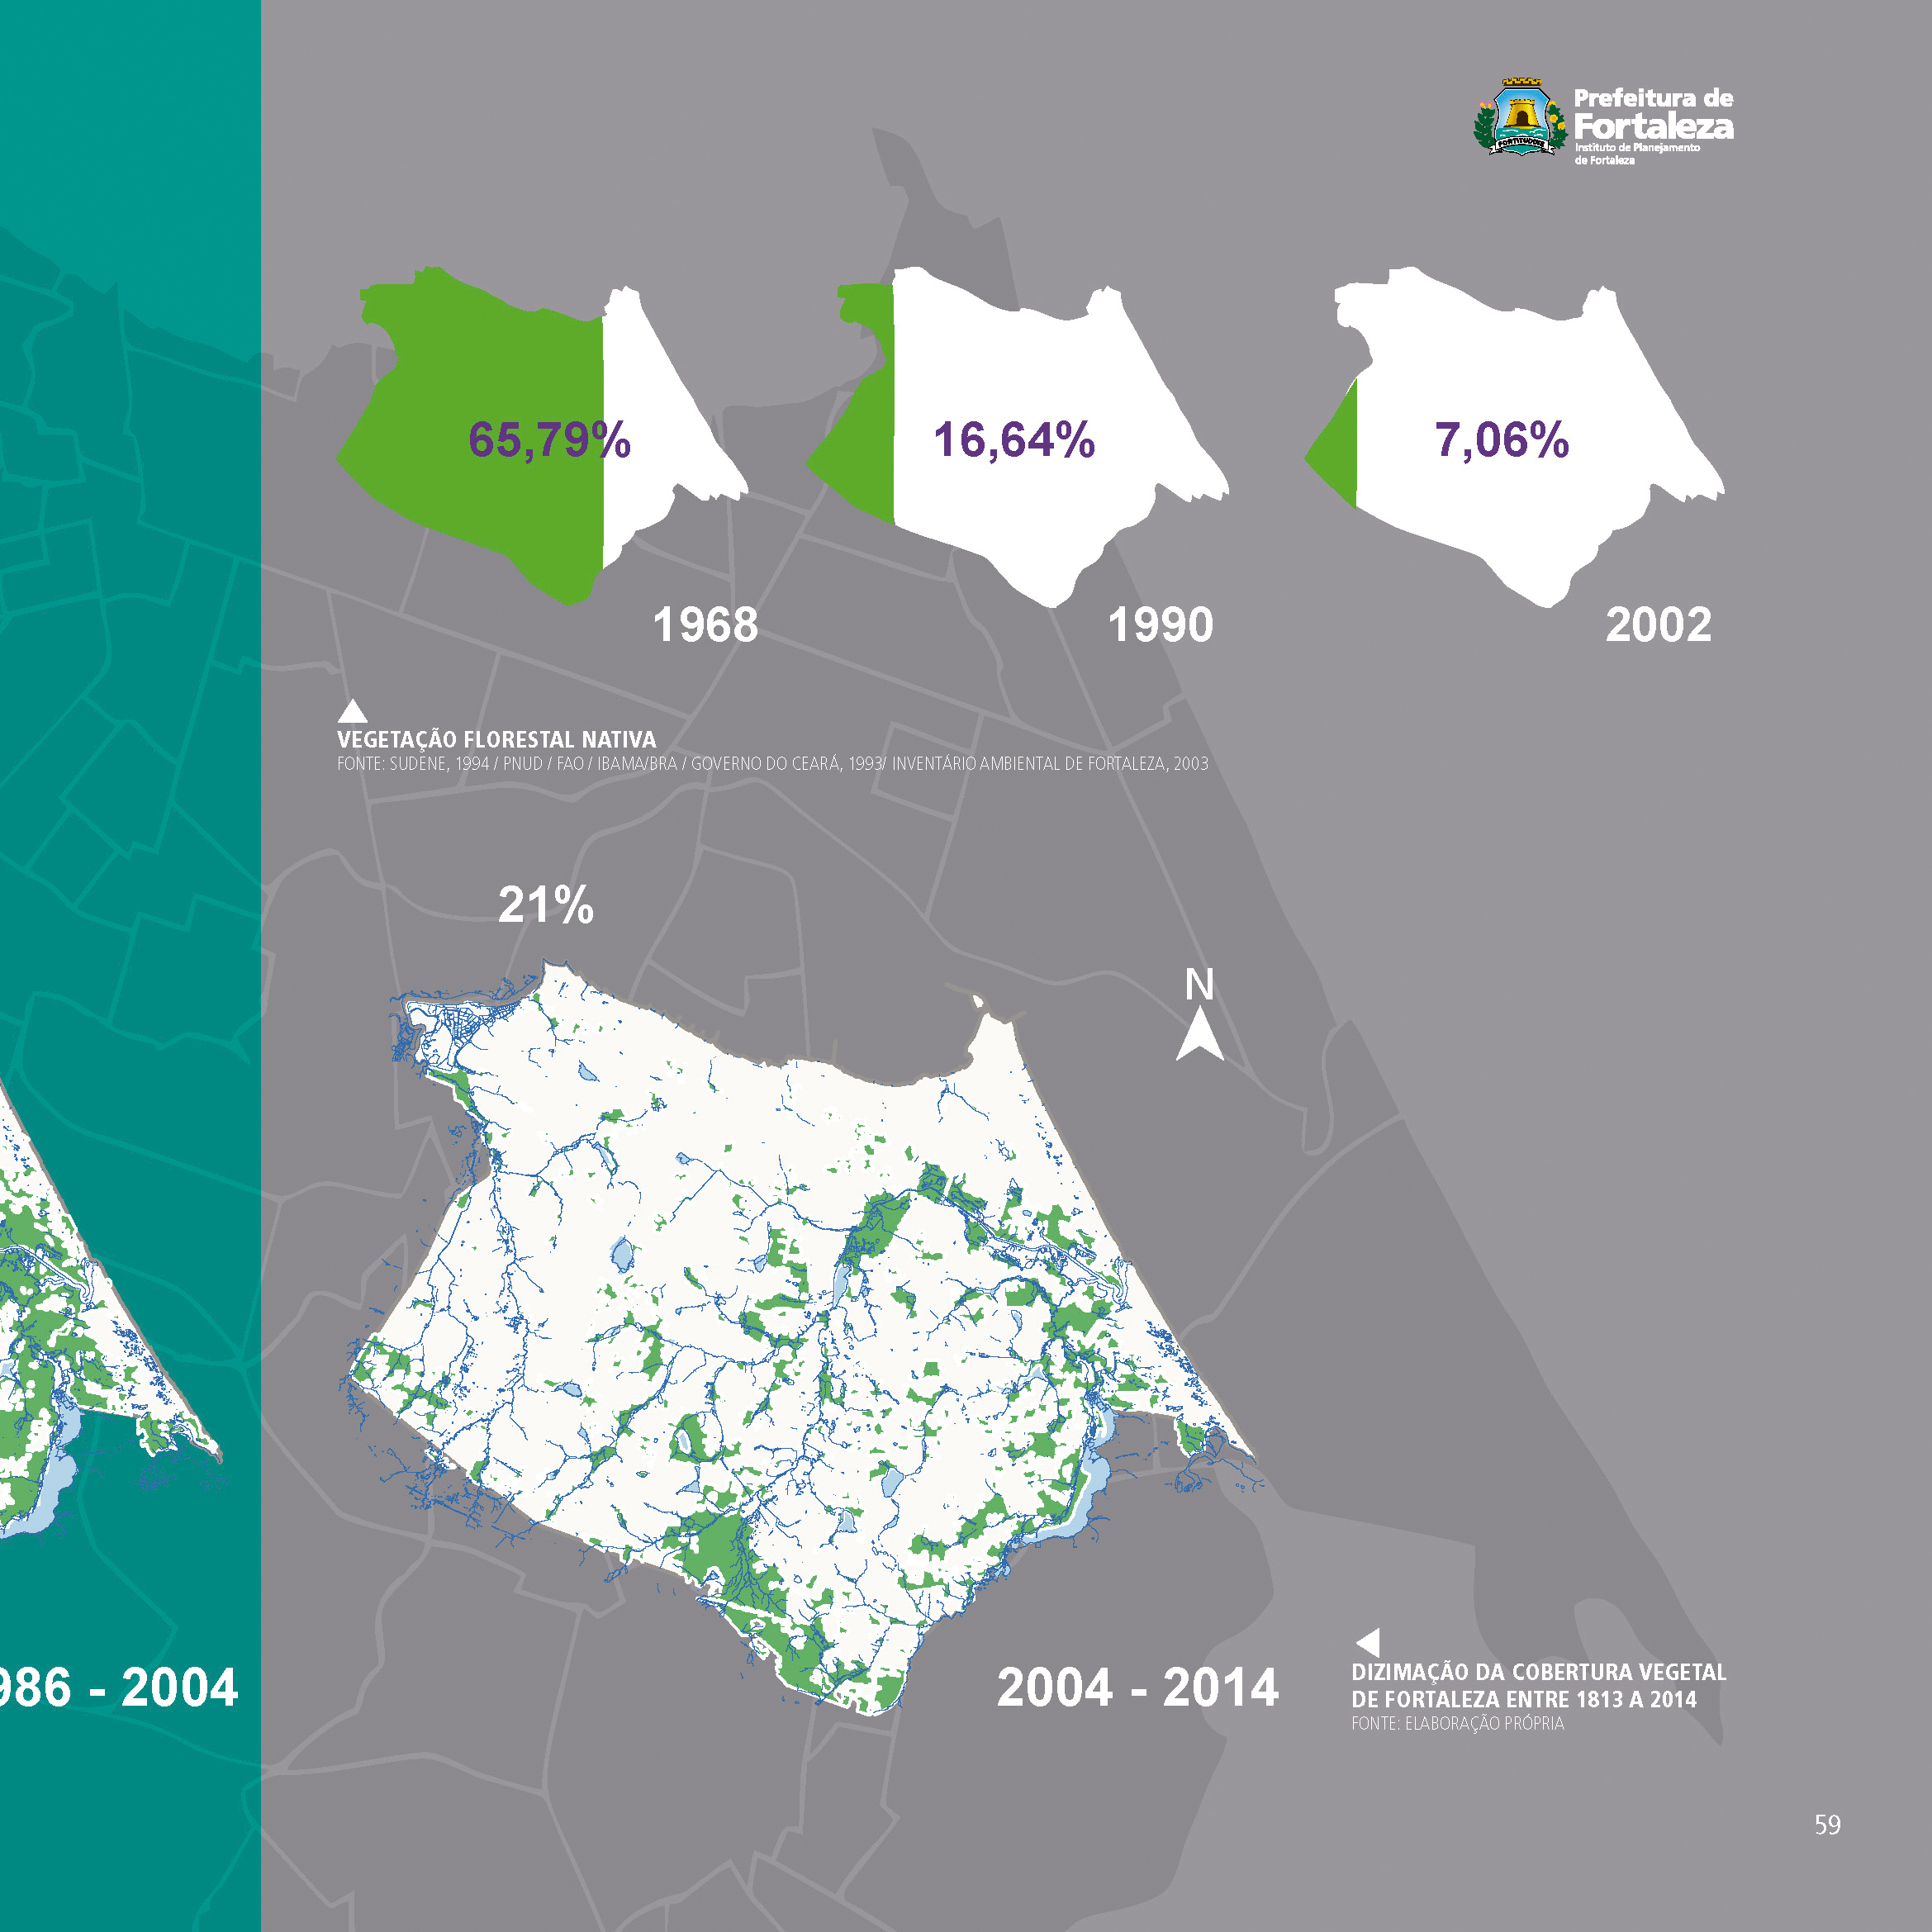 Prefeitura de
Fortaleza
Instituto de Planejamento
de Fortaleza
FORTITUDINE
65,79%
16,64%
7,06%
1968
1990
2002
VEGETAÇÃO FLORESTAL NATIVA
FONTE: SUDENE, 1994 / PNUD / FAO / IBAMA/BRA / GOVERNO DO CEARÁ, 1993/ INVENTÁRIO AMBIENTAL DE FORTALEZA, 2003
21%
N
986 - 2004
2004 - 2014
DIZIMAÇÃO DA COBERTURA VEGETAL
DE FORTALEZA ENTRE 1813 A 2014
FONTE: ELABORAÇÃO PRÓPRIA
59